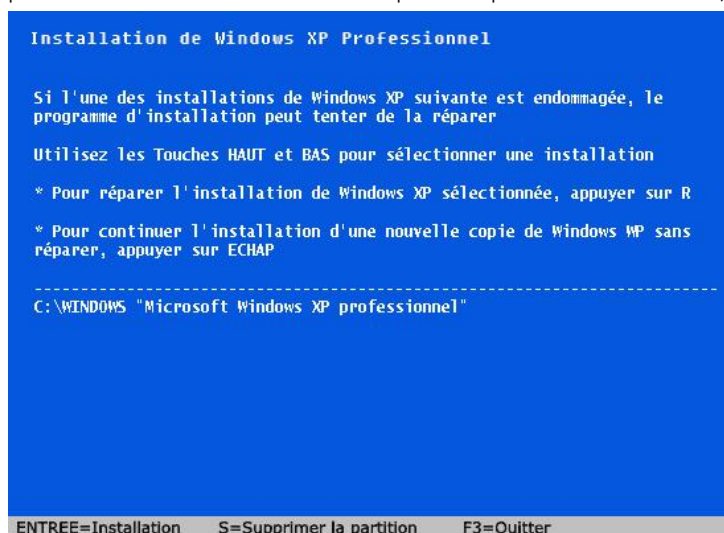 Installation de Windows XP Professionnel
Si l'une des installations de Windows XP suivante est endommagée, le
programme d'installation peut tenter de la réparer
Utilisez les Touches HAUT et BAS pour sélectionner une installation
* Pour réparer l'installation de Windows XP sélectionnée, appuyer sur R
* Pour continuer l'installation d'une nouvelle copie de Windows WP sans
réparer, appuyer sur ECHAP
C:\WINDOWS "Microsoft Windows XP professionnel"
ENTREE=Installation S=Supprimer la partition F3=Quitter